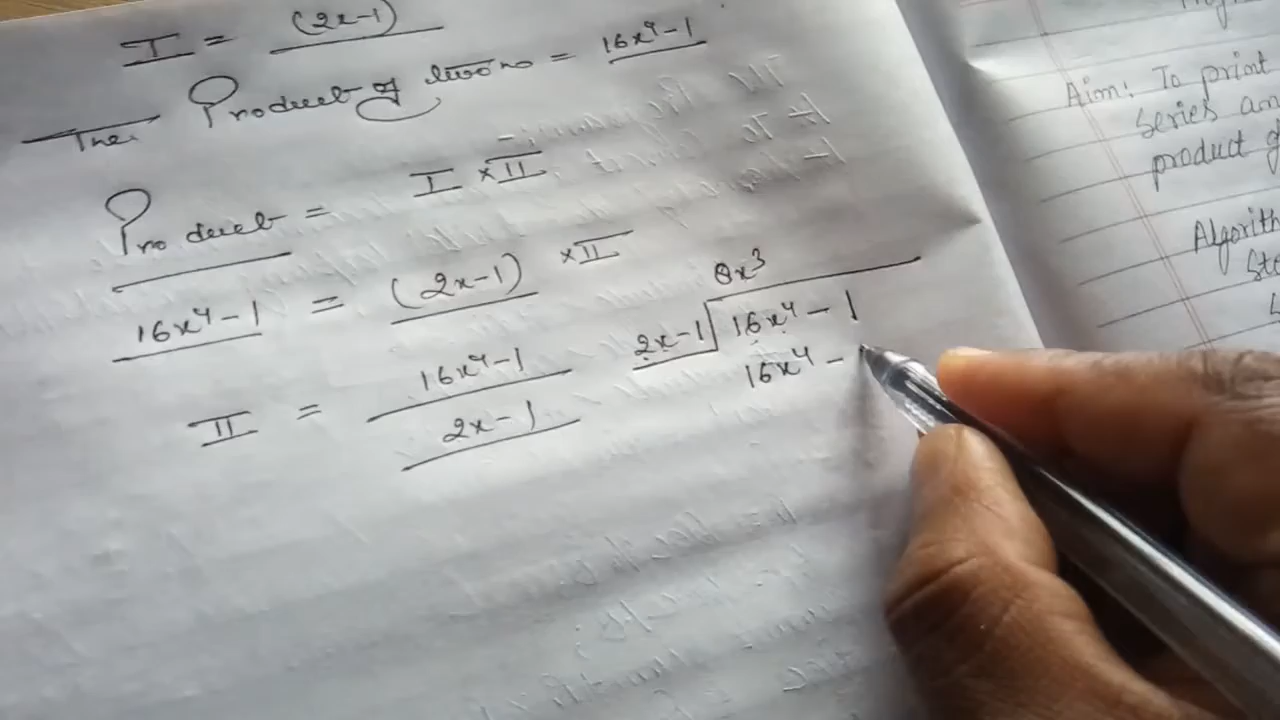 I = (2x-1)
The Product of two no = 16x⁴-1
Product = I × II
16x⁴-1 = (2x-1) × II
II = 16x⁴-1
2x-1
8x³
2x-1 16x⁴-1
16x⁴-
Aim: To print
series an
product
Algorith